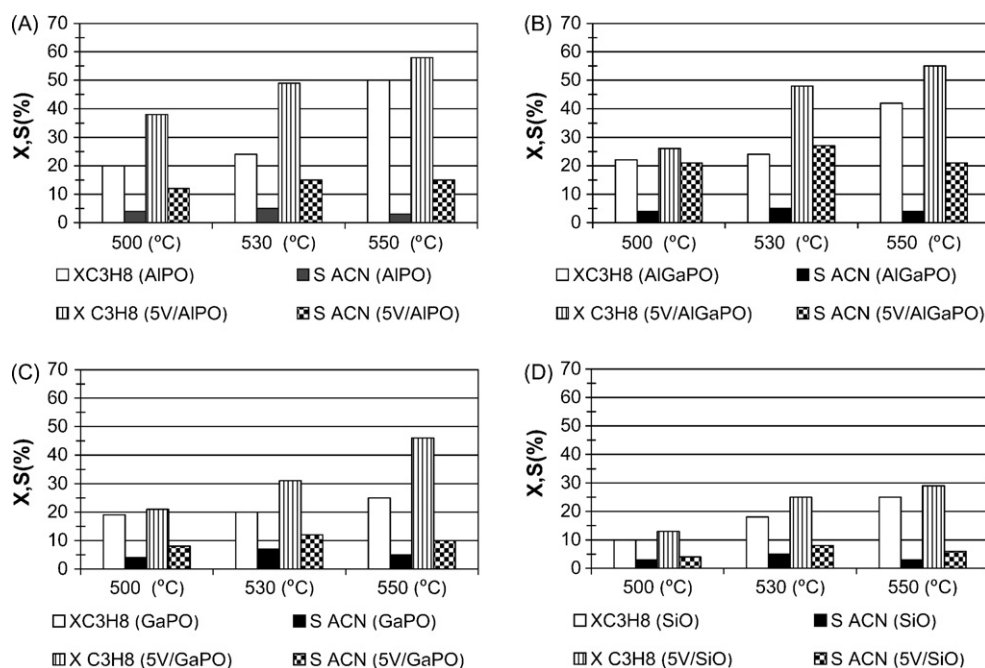 (A)
70
60
50
40
30
20
10
0
X,S(%)
500 (ºC) 530 (ºC) 550 (ºC)
XC3H8 (AlPO) S ACN (AlPO)
X C3H8 (5V/AlPO) S ACN (5V/AlPO)
(B)
70
60
50
40
30
20
10
0
X,S(%)
500 (ºC) 530 (ºC) 550 (ºC)
XC3H8 (AlGaPO) S ACN (AlGaPO)
X C3H8 (5V/AlGaPO) S ACN (5V/AlGaPO)
(C)
70
60
50
40
30
20
10
0
X,S(%)
500 (ºC) 530 (ºC) 550 (ºC)
XC3H8 (GaPO) S ACN (GaPO)
X C3H8 (5V/GaPO) S ACN (5V/GaPO)
(D)
70
60
50
40
30
20
10
0
X,S(%)
500 (ºC) 530 (ºC) 550 (ºC)
XC3H8 (SiO) S ACN (SiO)
X C3H8 (5V/SiO) S ACN (5V/SiO)